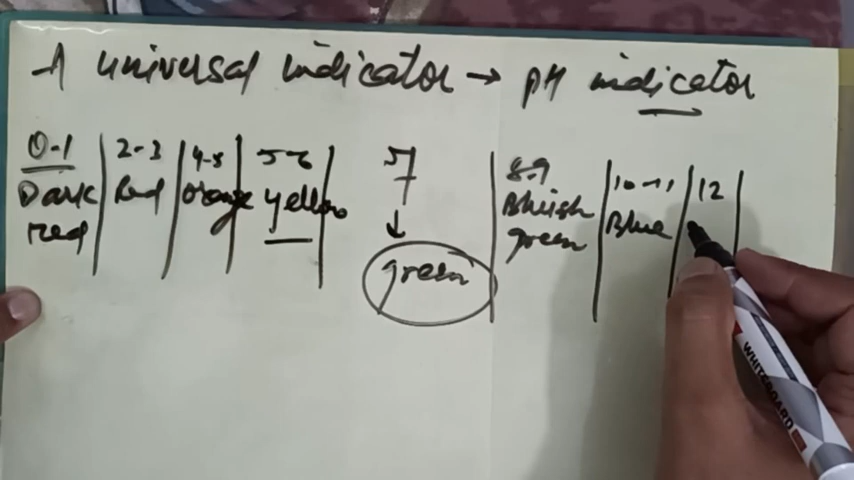 A universal indicator → pH indicator
0-1
Dark
red
2-3
Red
4-5
orange
5-6
yellow
7
↓
green
8-9
Bluish
green
10-11
Blue
12
WHITEBOARD